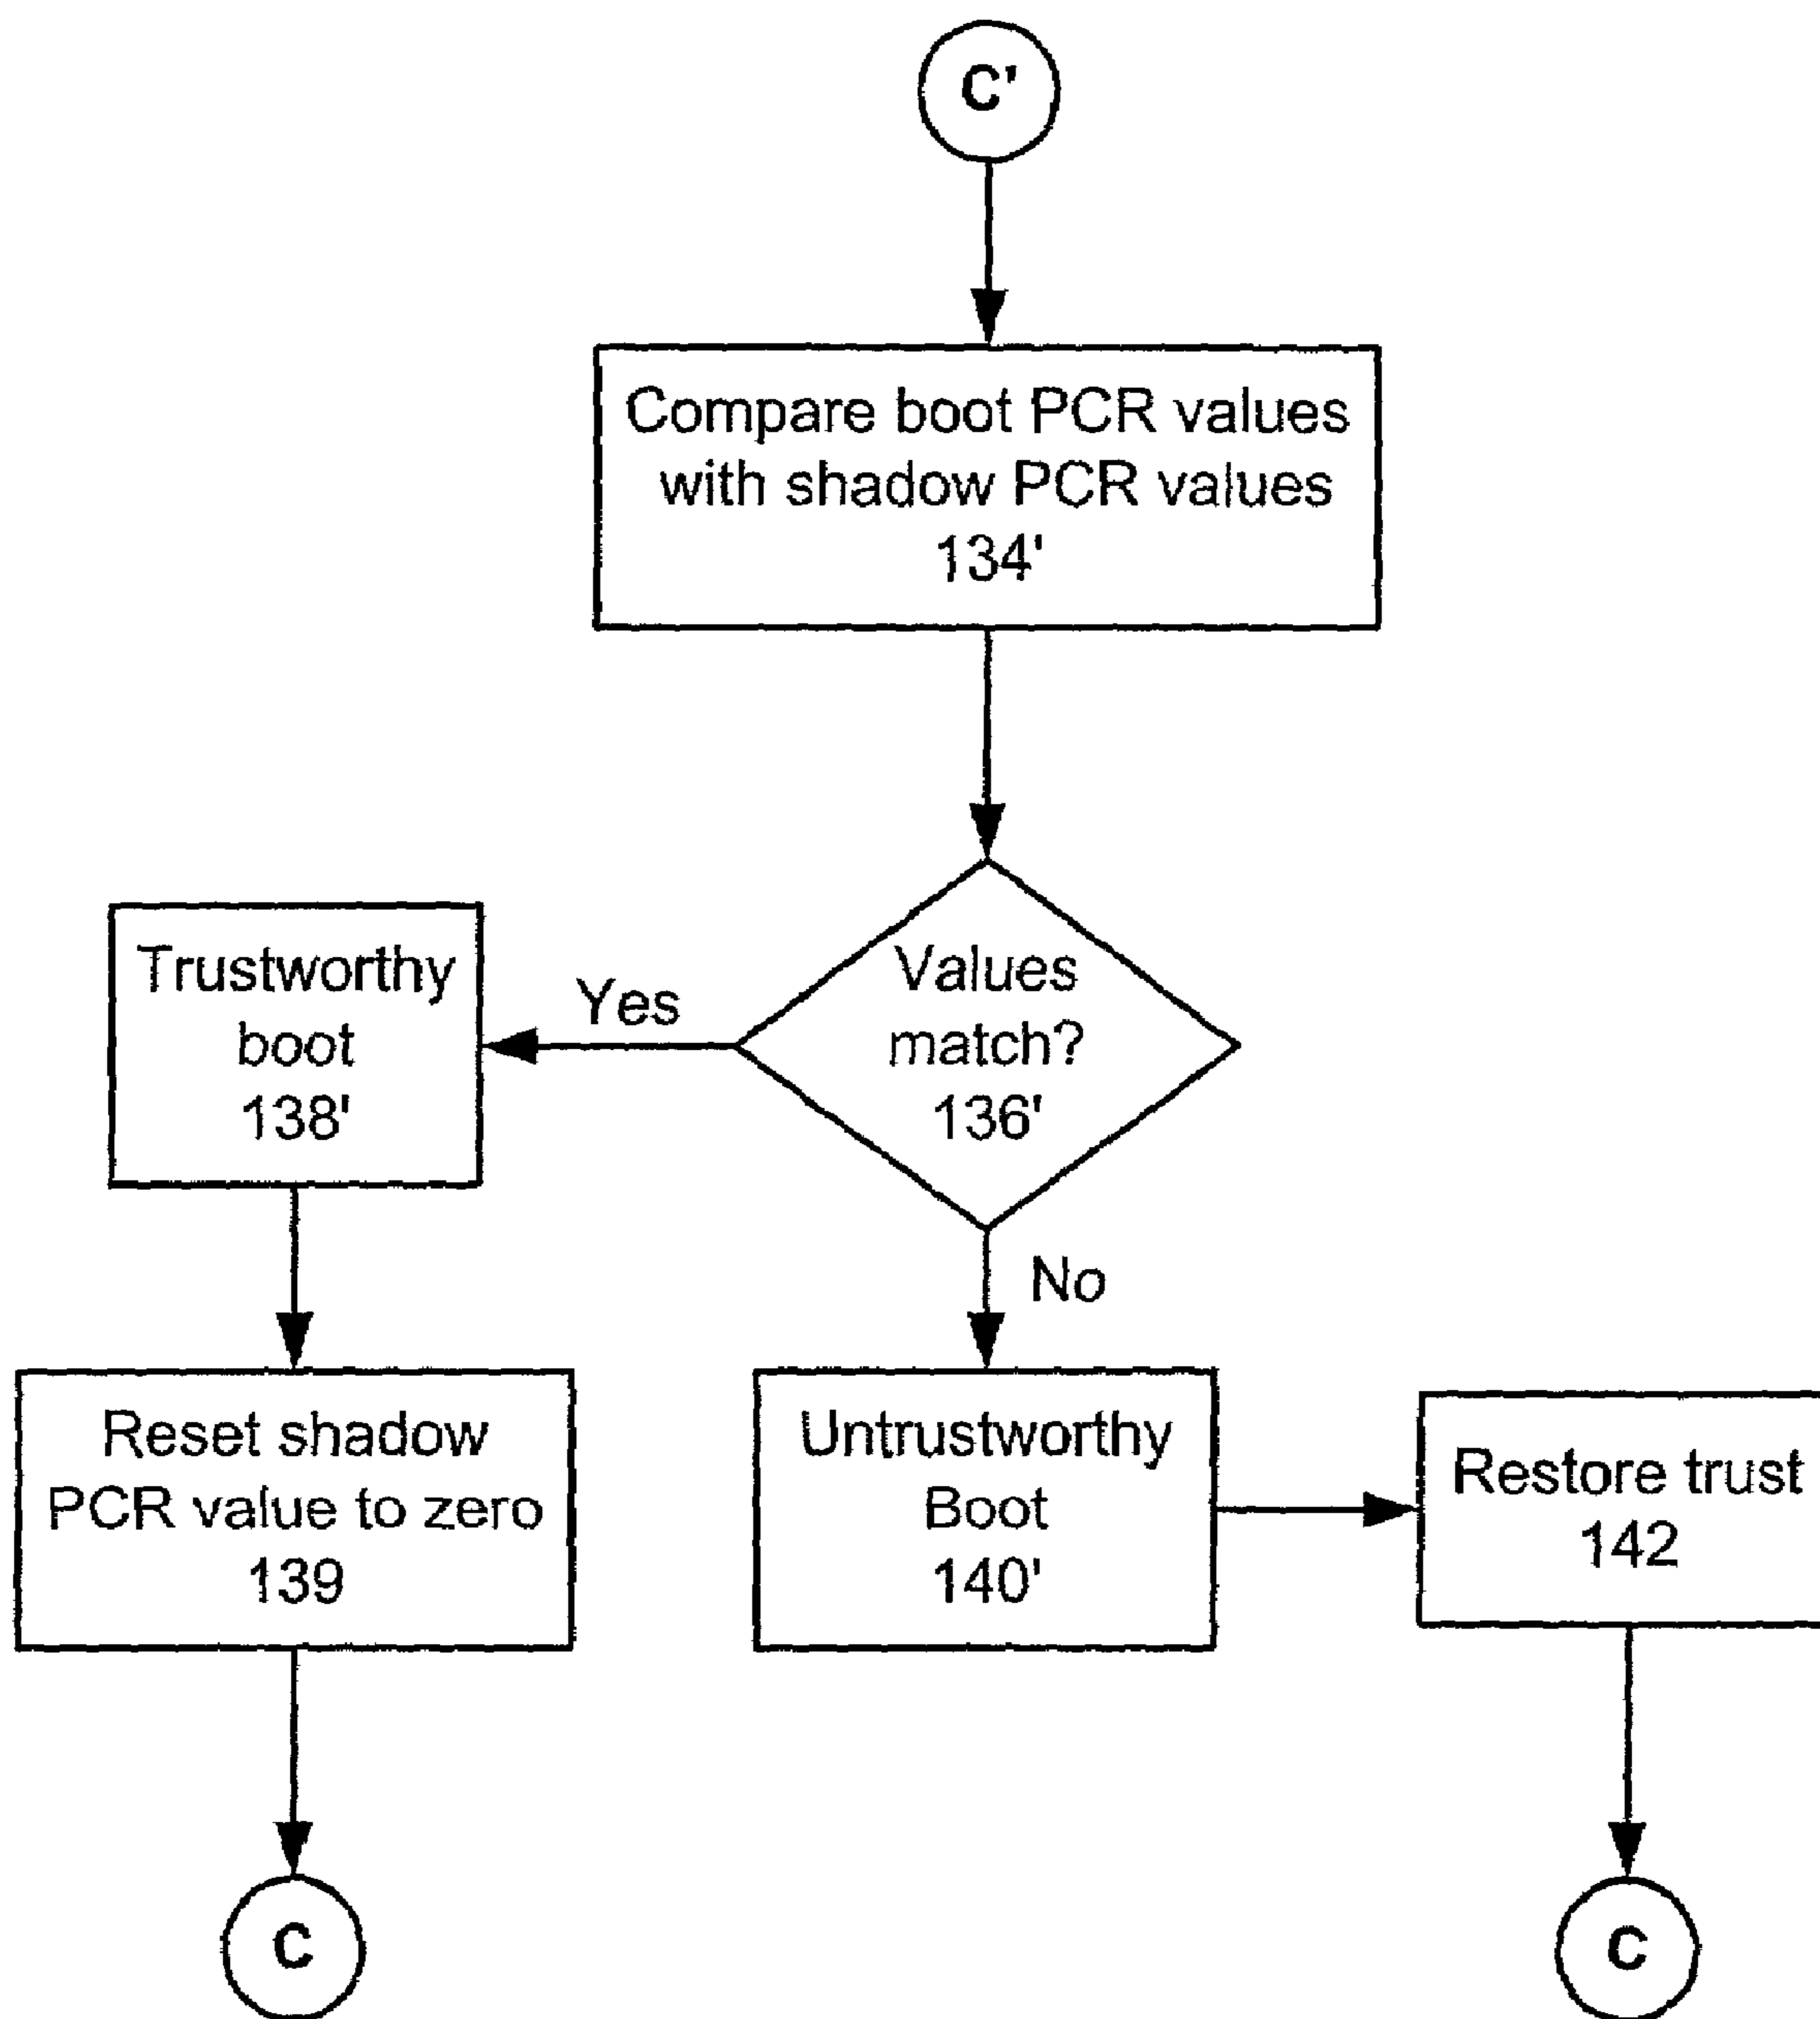 C'
Compare boot PCR values
with shadow PCR values
134'
Values
match?
136'
Yes
Trustworthy
boot
138'
No
Reset shadow
PCR value to zero
139
Untrustworthy
Boot
140'
Restore trust
142
C
C